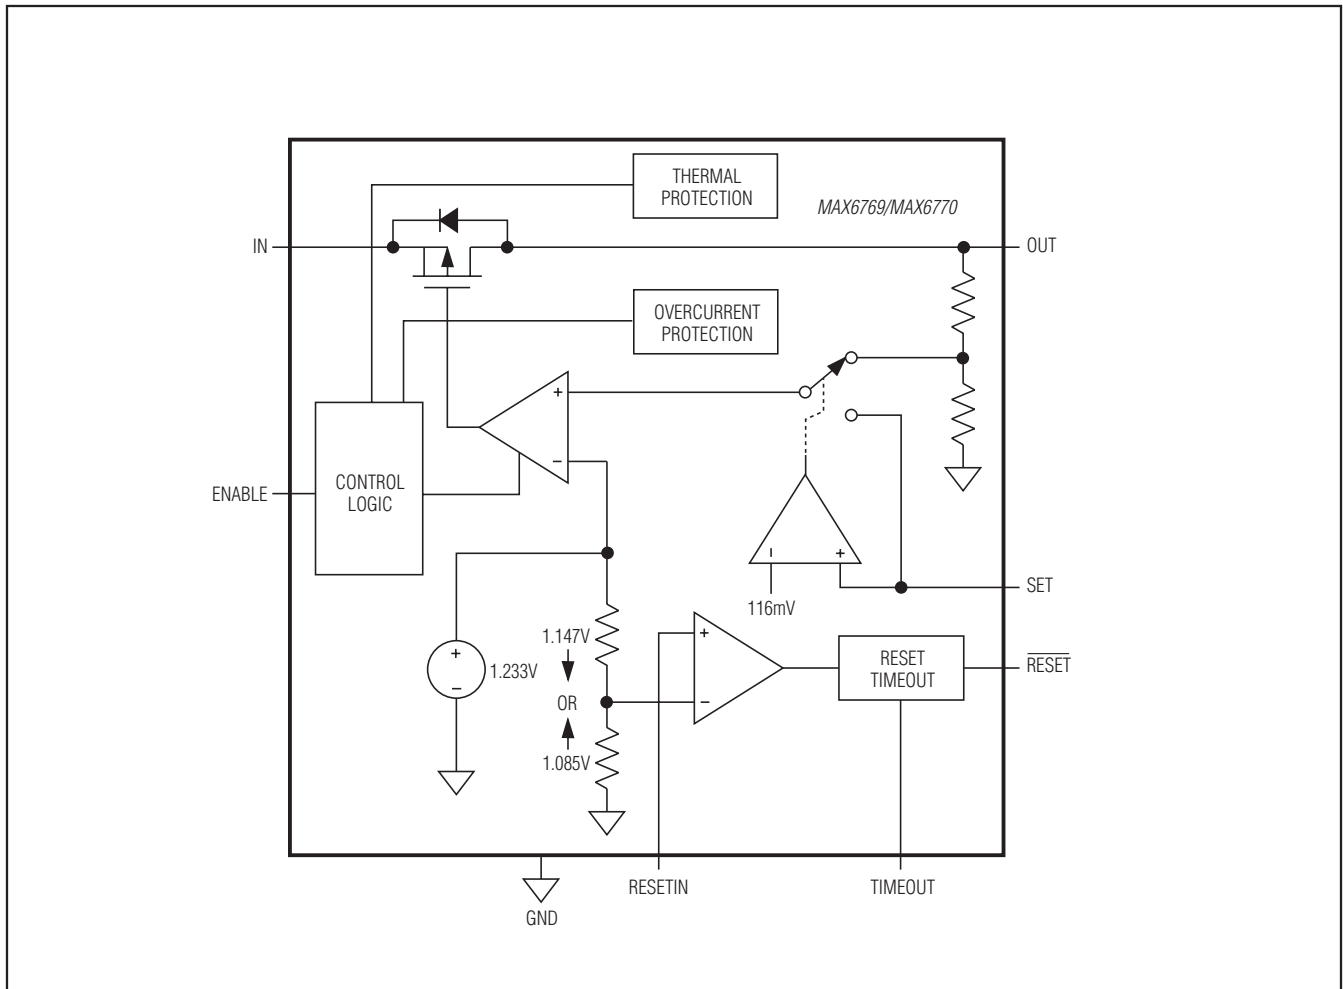 THERMAL
PROTECTION
MAX6769/MAX6770
IN
OUT
OVERCURRENT
PROTECTION
+
−
CONTROL
LOGIC
ENABLE
− +
116mV
SET
1.147V
+
−
1.233V
OR
1.085V
+
−
RESET
TIMEOUT
RESET
RESETIN
TIMEOUT
GND